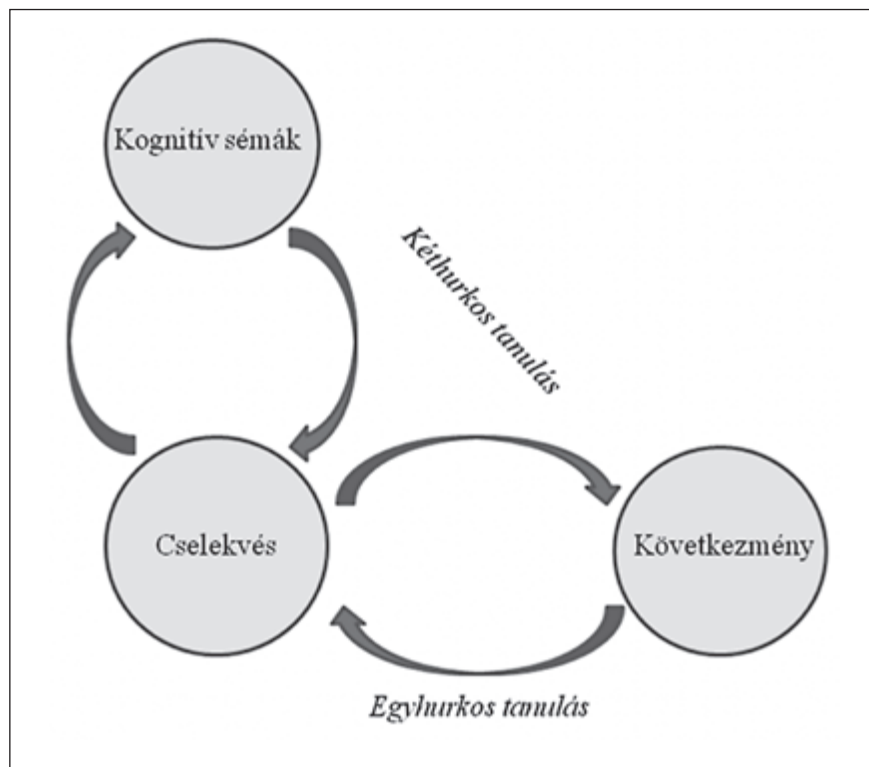 Kognitív sémák
Kéthurkos tanulás
Cselekvés
Következmény
Egyhurkos tanulás